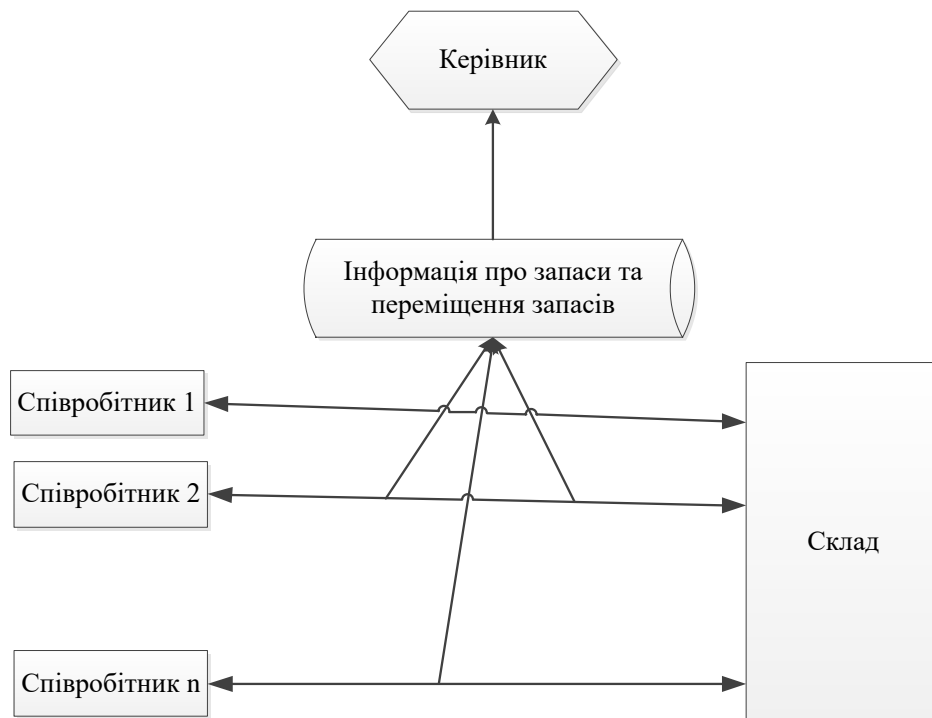 Керівник
Інформація про запаси та
переміщення запасів
Співробітник 1
Співробітник 2
Склад
Співробітник n